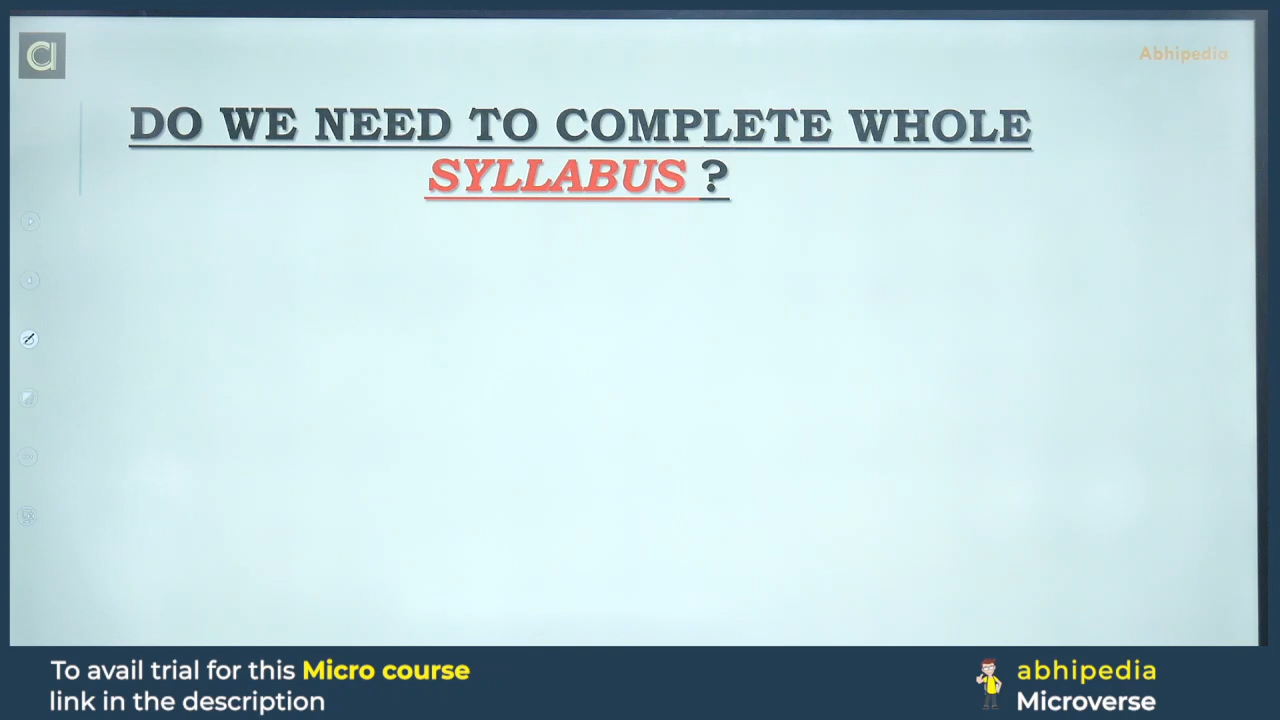 a
Abhipedia
DO WE NEED TO COMPLETE WHOLE
SYLLABUS ?
To avail trial for this Micro course
link in the description
abhipedia
Microverse